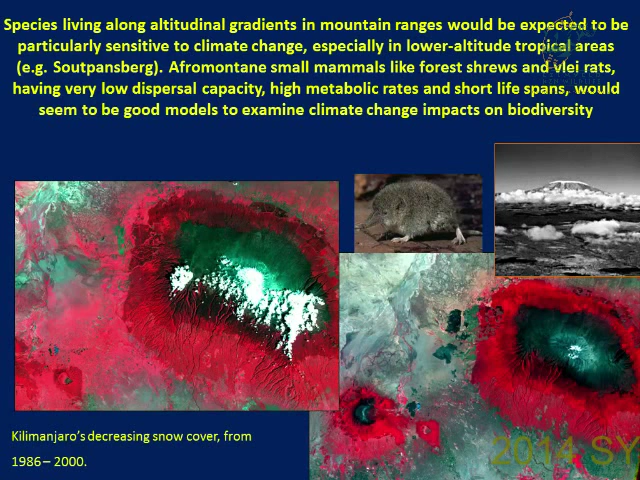 Species living along altitudinal gradients in mountain ranges would be expected to be
particularly sensitive to climate change, especially in lower-altitude tropical areas
(e.g. Soutpansberg). Afromontane small mammals like forest shrews and vlei rats,
having very low dispersal capacity, high metabolic rates and short life spans, would
seem to be good models to examine climate change impacts on biodiversity
Kilimanjaro's decreasing snow cover, from
1986 – 2000.
2014 SY